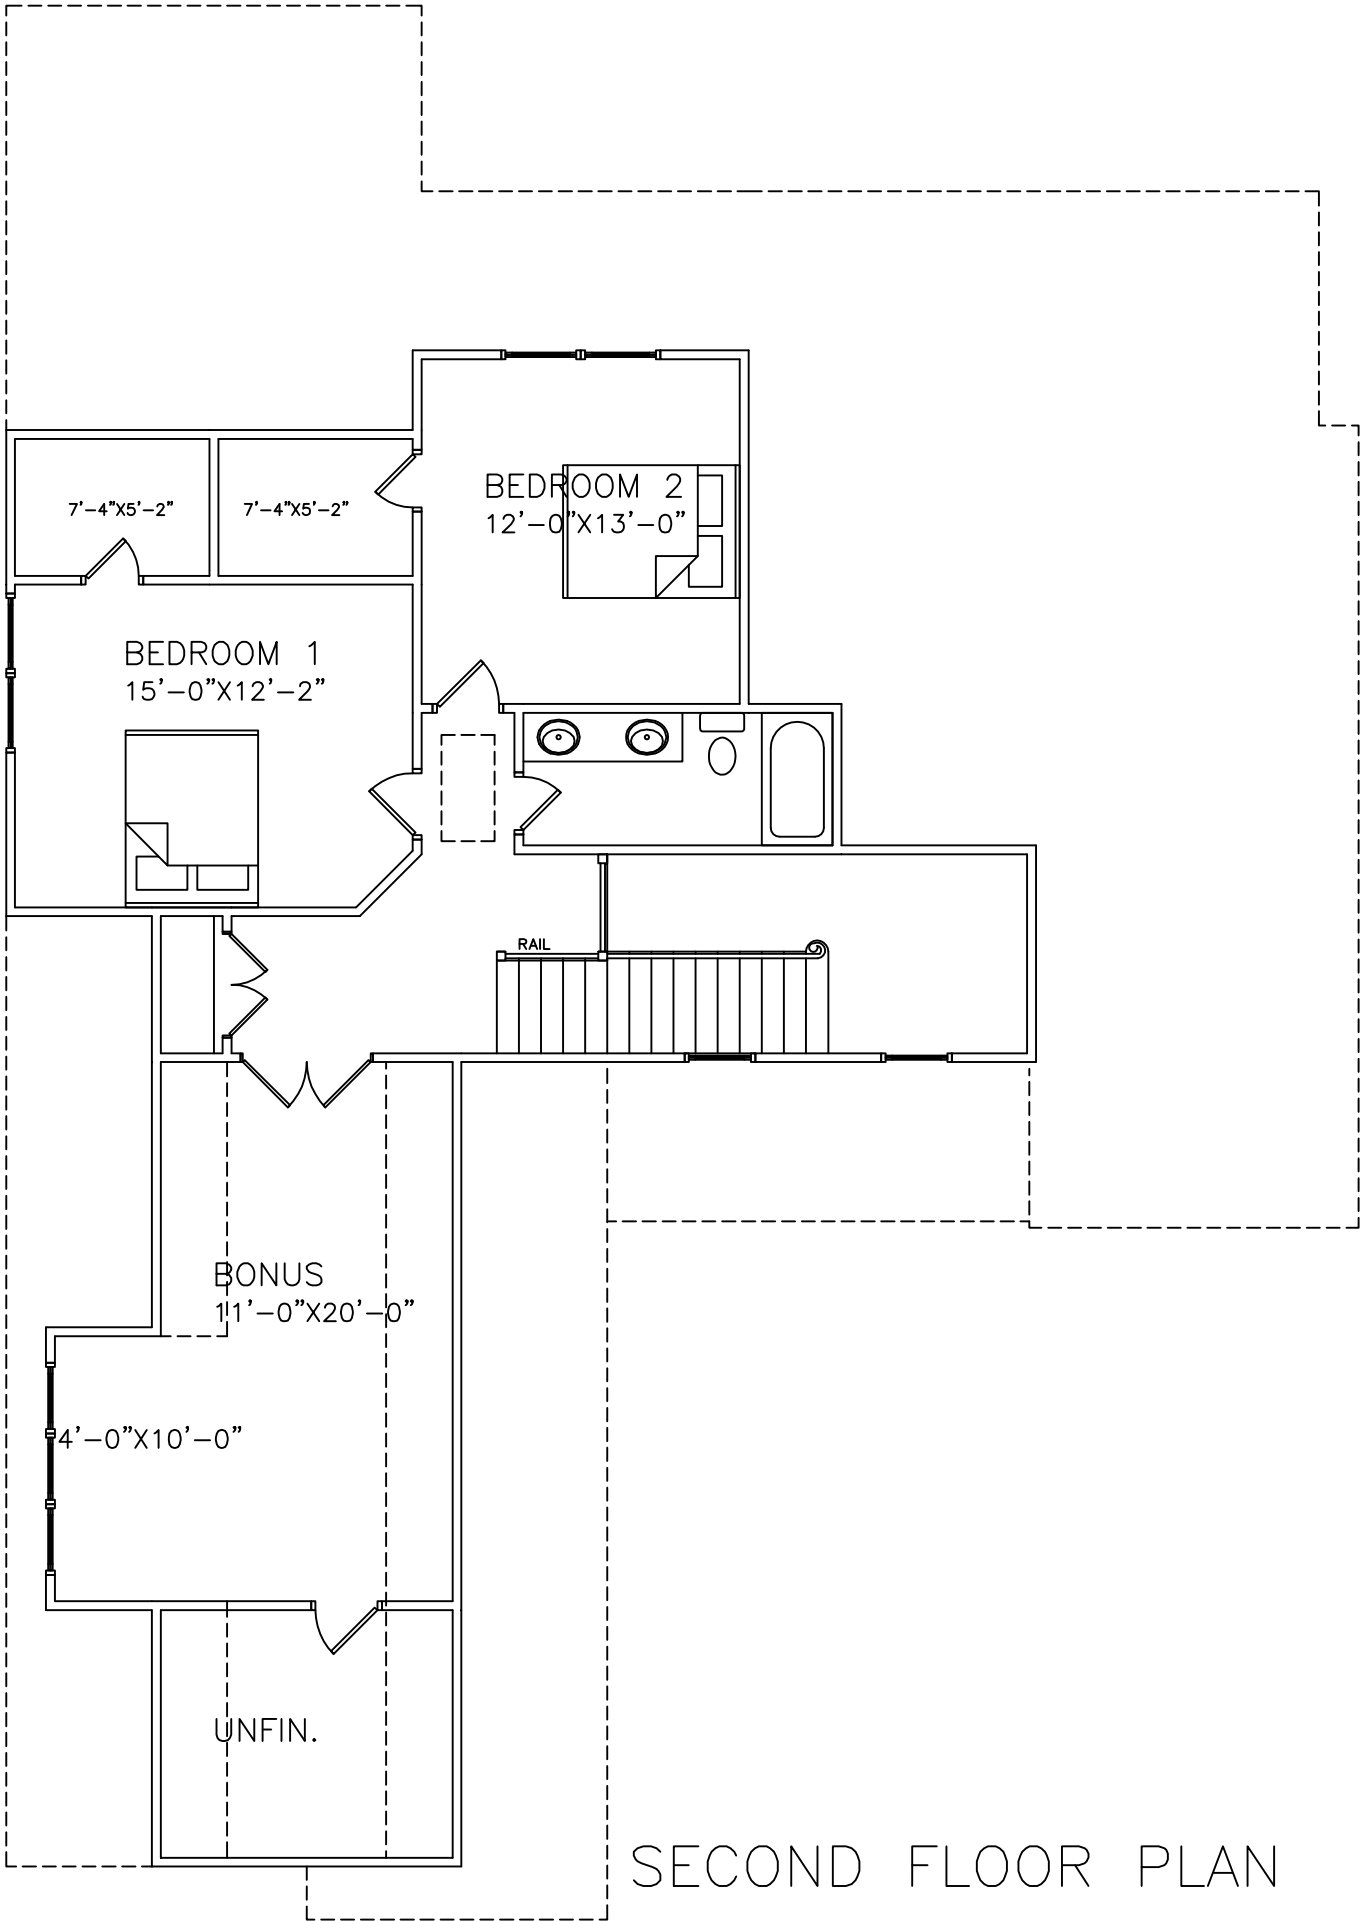 BEDROOM 2
12'-0"X13'-0"
7'-4"X5'-2"
7'-4"X5'-2"
BEDROOM 1
15'-0"X12'-2"
RAIL
BONUS
11'-0"X20'-0"
4'-0"X10'-0"
UNFIN.
SECOND FLOOR PLAN